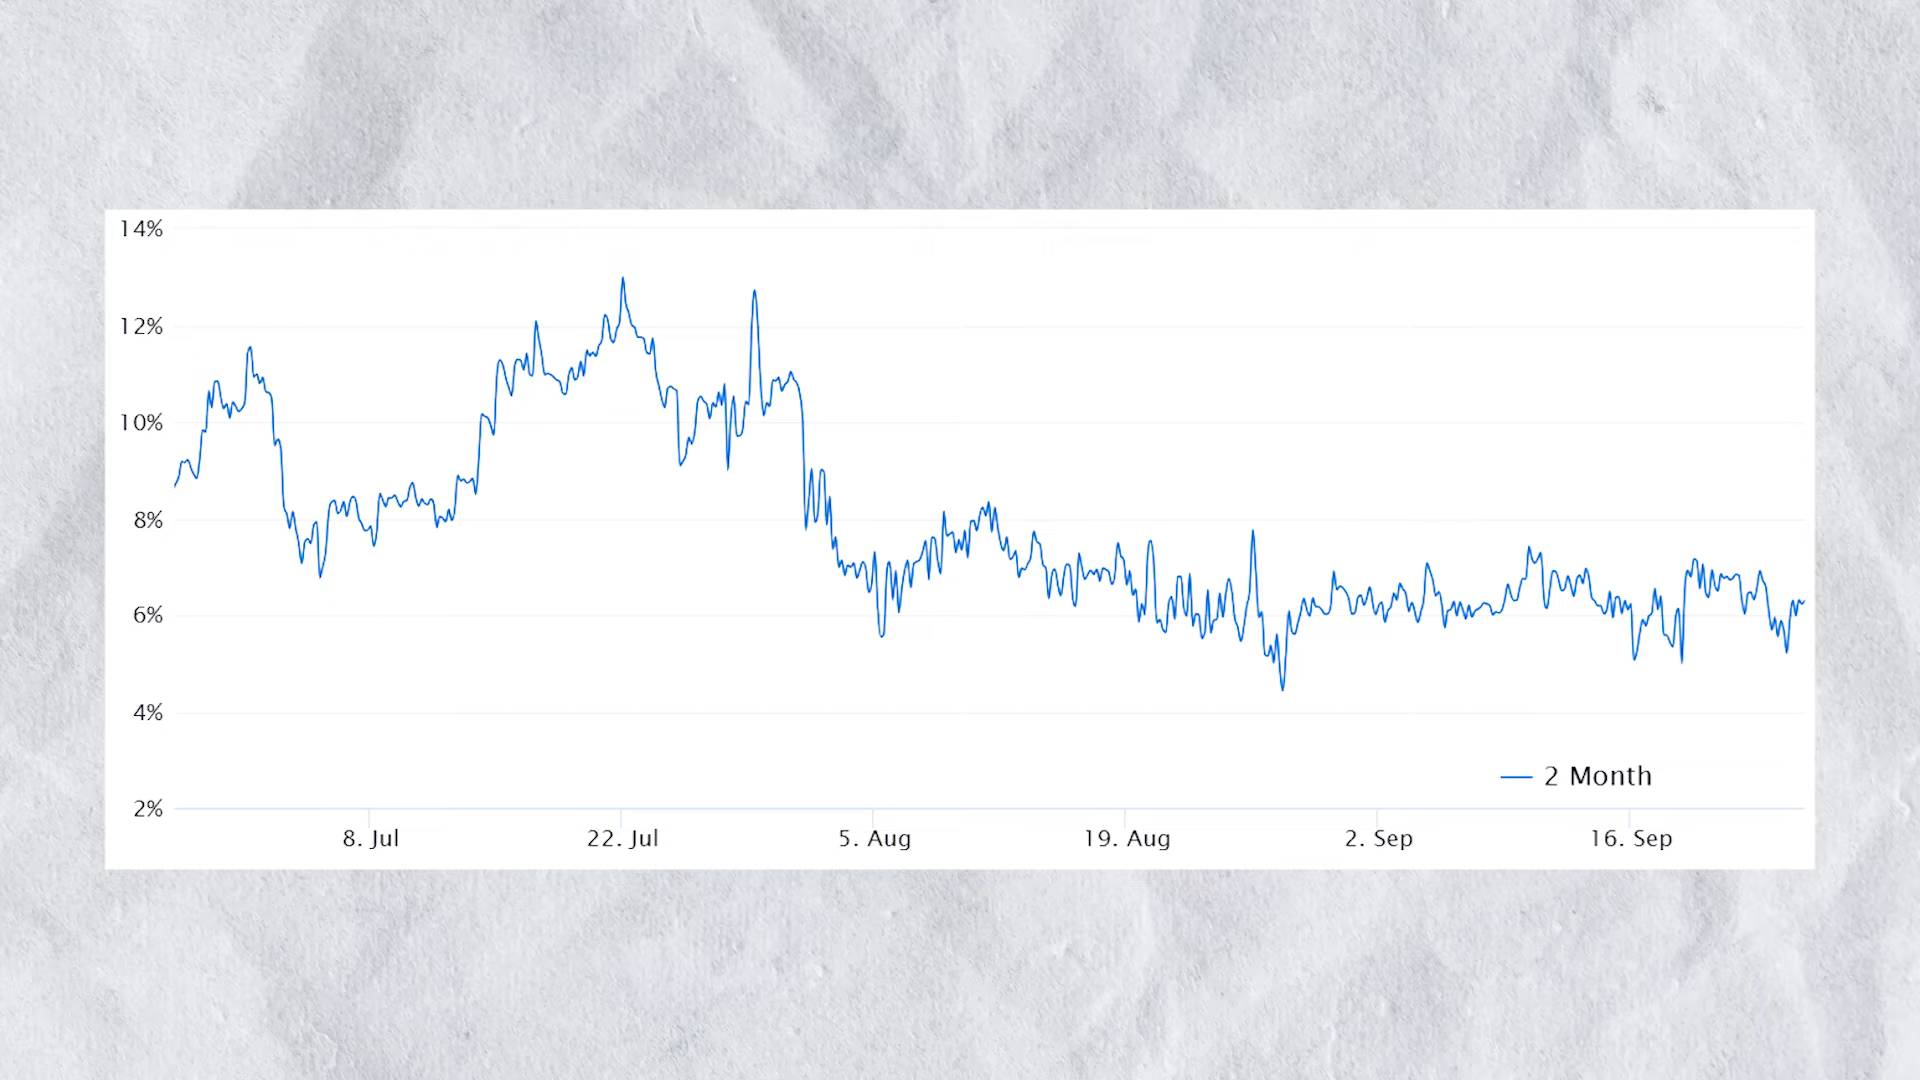 14%
12%
10%
8%
6%
4%
2%
2 Month
8. Jul
22. Jul
5. Aug
19. Aug
2. Sep
16. Sep